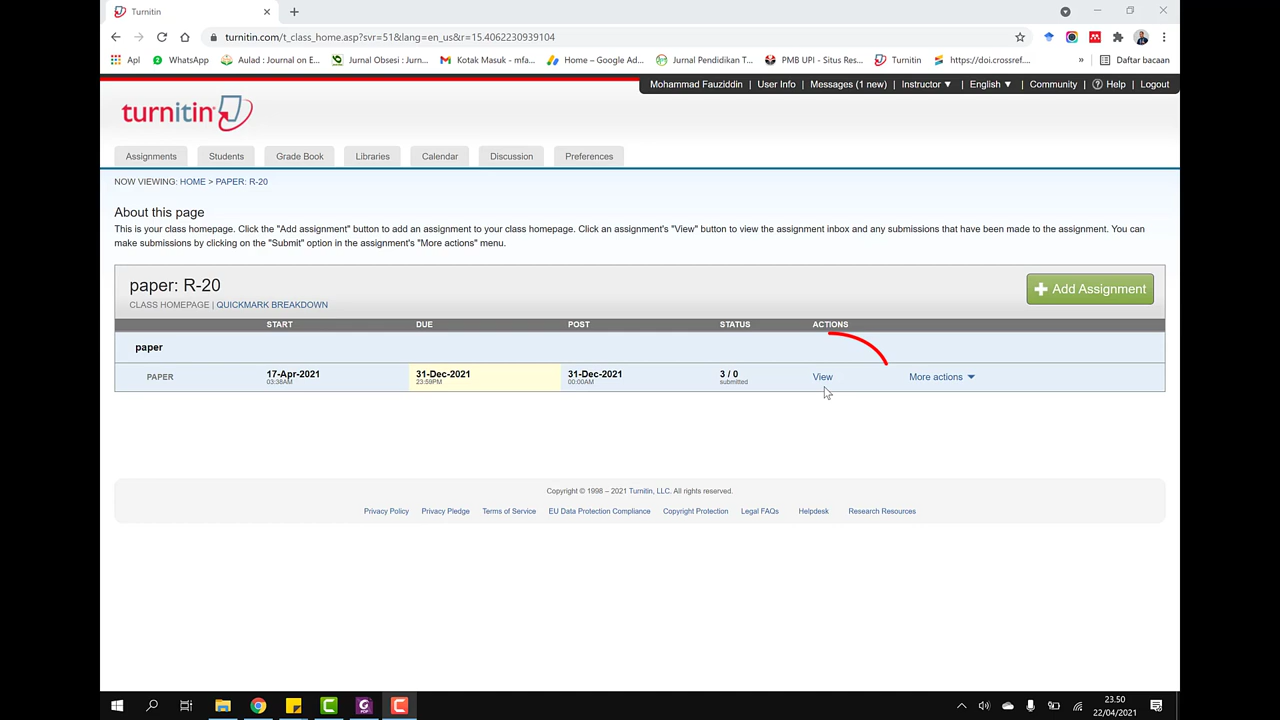 Turnitin
turnitin.com/t_class_home.asp?svr=51&lang=en_us&r=15.4062230939104
Apl WhatsApp Aulad : Journal on E... Jurnal Obsesi : Jurn... Kotak Masuk - mfa... Home – Google Ad... Jurnal Pendidikan T... PMB UPI - Situs Res... Turnitin https://doi.crossref.... » Daftar bacaan
Mohammad Fauziddin | User Info | Messages (1 new) | Instructor ▼ | English ▼ | Community | ? Help | Logout
turnitin
Assignments Students Grade Book Libraries Calendar Discussion Preferences
NOW VIEWING: HOME > PAPER: R-20
About this page
This is your class homepage. Click the "Add assignment" button to add an assignment to your class homepage. Click an assignment's "View" button to view the assignment inbox and any submissions that have been made to the assignment. You can
make submissions by clicking on the "Submit" option in the assignment's "More actions" menu.
paper: R-20
Add Assignment
CLASS HOMEPAGE | QUICKMARK BREAKDOWN
START DUE POST STATUS ACTIONS
paper
PAPER 17-Apr-2021 31-Dec-2021 31-Dec-2021 3 / 0 View More actions ▼
03:38AM 23:59PM 00:00AM submitted
Copyright © 1998 – 2021 Turnitin, LLC. All rights reserved.
Privacy Policy Privacy Pledge Terms of Service EU Data Protection Compliance Copyright Protection Legal FAQs Helpdesk Research Resources
23.50
22/04/2021